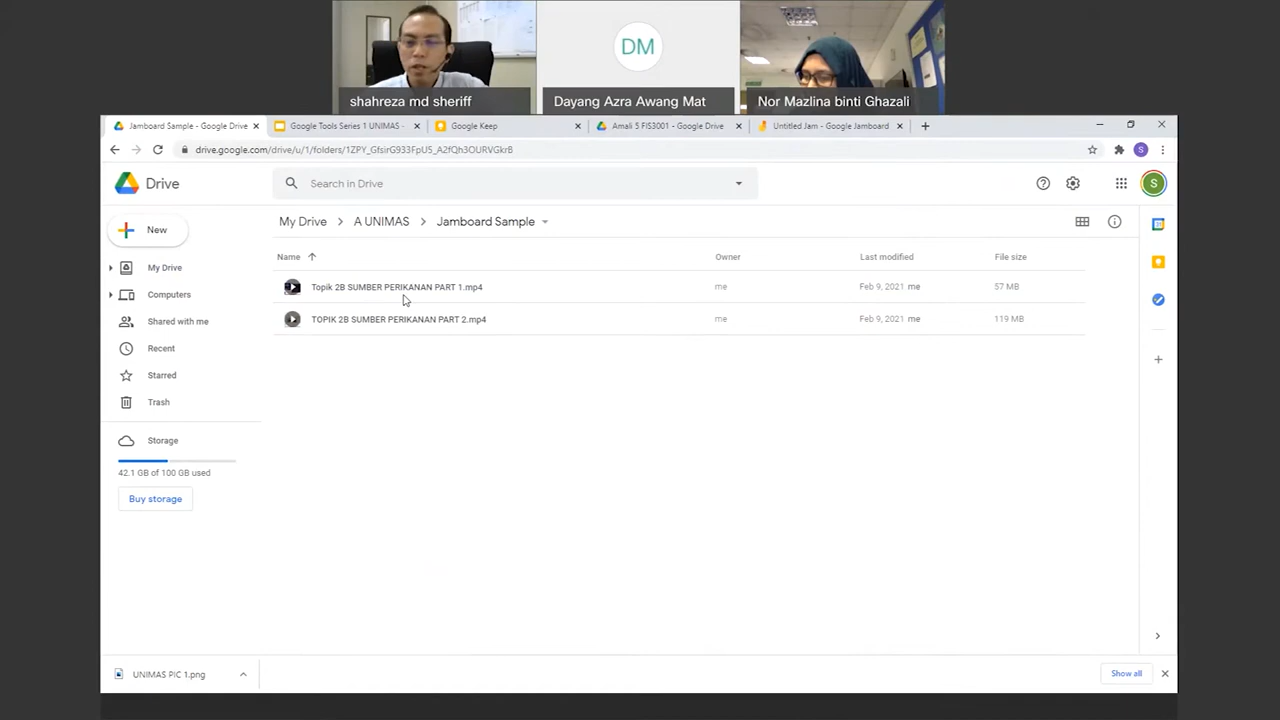 DM
shahreza md sheriff
Dayang Azra Awang Mat
Nor Mazlina binti Ghazali
Jamboard Sample - Google Drive
Google Tools Series 1 UNIMAS -
Google Keep
Amali 5 FIS3001 - Google Drive
Untitled Jam - Google Jamboard
drive.google.com/drive/u/1/folders/1ZPY_GfsirG933FpU5_A2fQh3OURVGkrB
S
Drive
Search in Drive
S
New
My Drive
A UNIMAS
Jamboard Sample
My Drive
Computers
Shared with me
Recent
Starred
Trash
Storage
42.1 GB of 100 GB used
Buy storage
Name
Owner
Last modified
File size
Topik 2B SUMBER PERIKANAN PART 1.mp4
me
Feb 9, 2021 me
57 MB
TOPIK 2B SUMBER PERIKANAN PART 2.mp4
me
Feb 9, 2021 me
119 MB
UNIMAS PIC 1.png
Show all